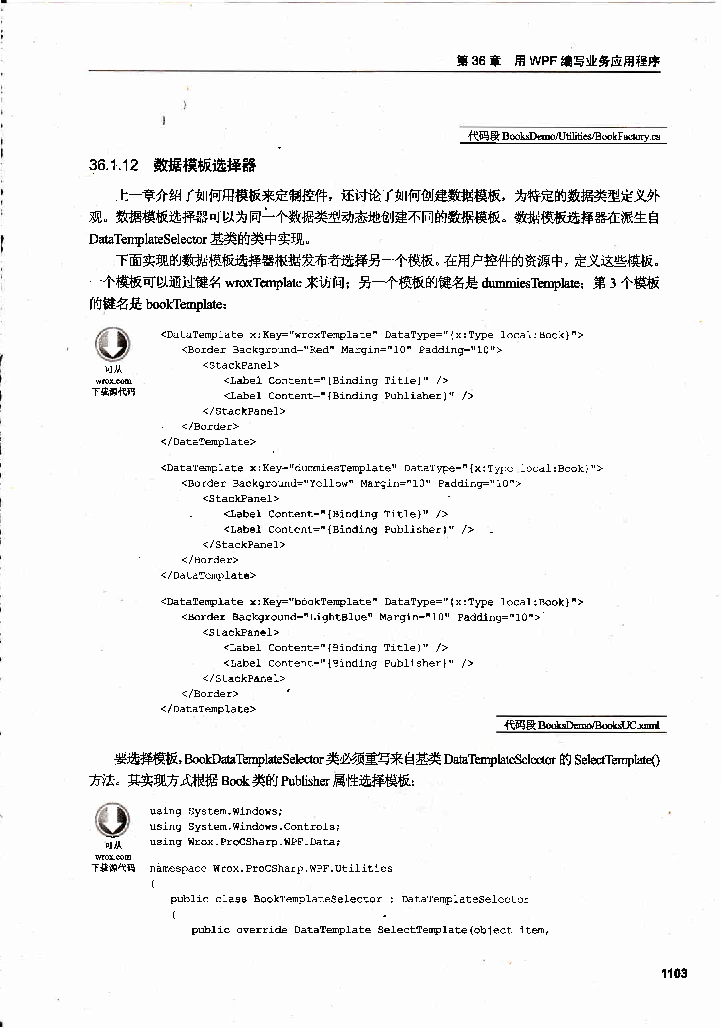 第 36 章 用 WPF 编写业务应用程序
}
}
代码段 BooksDemo/Utilities/BookFactory.cs
36.1.12 数据模板选择器
上一章介绍了如何用模板来定制控件，还讨论了如何创建数据模板，为特定的数据类型定义外
观。数据模板选择器可以为同一个数据类型动态地创建不同的数据模板。数据模板选择器在派生自
DataTemplateSelector 基类的类中实现。
下面实现的数据模板选择器根据发布者选择另一个模板。在用户控件的资源中，定义这些模板。
一个模板可以通过键名 wroxTemplate 来访问；另一个模板的键名是 dummiesTemplate；第 3 个模板
的键名是 bookTemplate：
可从
wrox.com
下载源代码
<DataTemplate x:Key="wroxTemplate" DataType="{x:Type local:Book}">
<Border Background="Red" Margin="10" Padding="10">
<StackPanel>
<Label Content="{Binding Title}" />
<Label Content="{Binding Publisher}" />
</StackPanel>
</Border>
</DataTemplate>
<DataTemplate x:Key="dummiesTemplate" DataType="{x:Type local:Book}">
<Border Background="Yellow" Margin="10" Padding="10">
<StackPanel>
<Label Content="{Binding Title}" />
<Label Content="{Binding Publisher}" />
</StackPanel>
</Border>
</DataTemplate>
<DataTemplate x:Key="bookTemplate" DataType="{x:Type local:Book}">
<Border Background="LightBlue" Margin="10" Padding="10">
<StackPanel>
<Label Content="{Binding Title}" />
<Label Content="{Binding Publisher}" />
</StackPanel>
</Border>
</DataTemplate>
代码段 BooksDemo/BooksUC.xaml
要选择模板，BookDataTemplateSelector 类必须重写来自基类 DataTemplateSelector 的 SelectTemplate()
方法。其实现方式根据 Book 类的 Publisher 属性选择模板：
可从
wrox.com
下载源代码
using System.Windows;
using System.Windows.Controls;
using Wrox.ProCSharp.WPF.Data;
namespace Wrox.ProCSharp.WPF.Utilities
{
public class BookTemplateSelector : DataTemplateSelector
{
public override DataTemplate SelectTemplate(object item,
1103